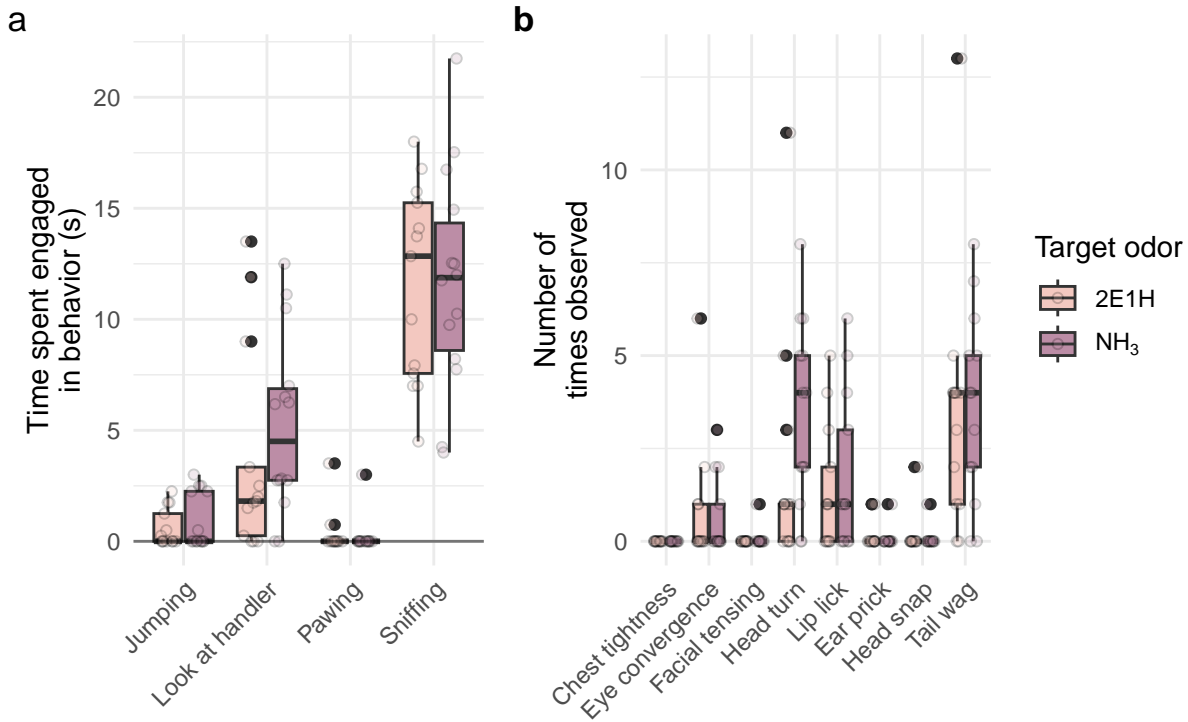 a
b
Time spent engaged
in behavior (s)
20
15
10
5
0
Jumping
Look at handler
Pawing
Sniffing
Number of
times observed
10
5
0
Chest tightness
Eye convergence
Facial tensing
Head turn
Lip lick
Ear prick
Head snap
Tail wag
Target odor
2E1H
NH₃